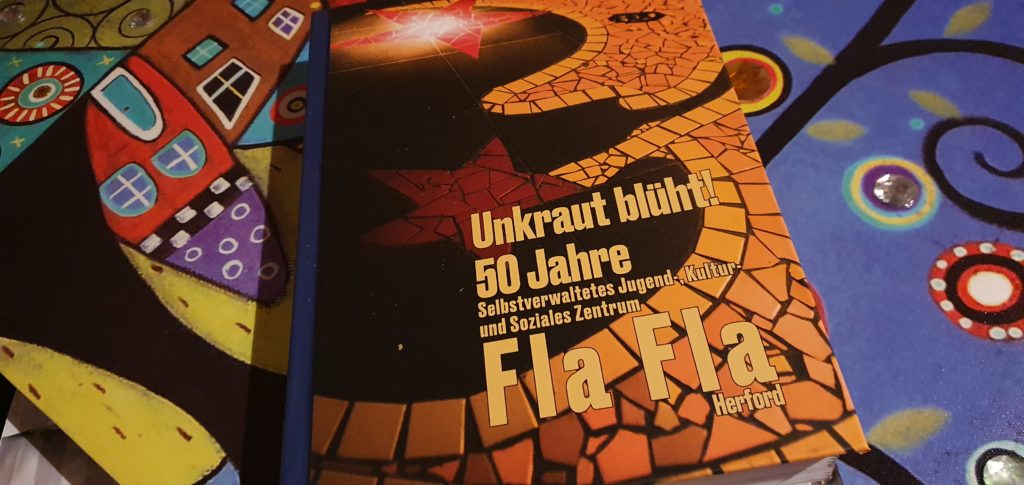 Unkraut blüht!
50 Jahre
Selbstverwaltetes Jugend-, Kultur-
und Soziales Zentrum
Fla Fla
Herford